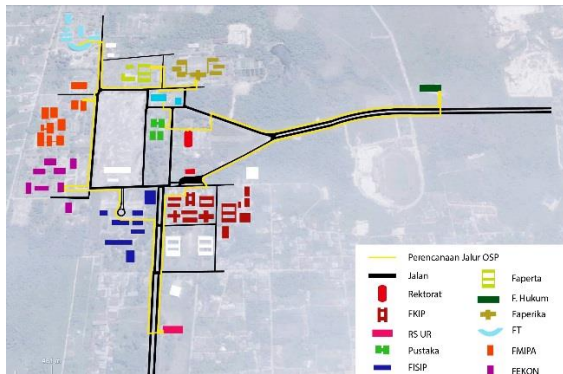 Perencanaan Jalur OSP
Jalan
Rektorat
FKIP
RS UR
Pustaka
FISIP
Faperta
F. Hukum
Faperika
FT
FMIPA
FEKON